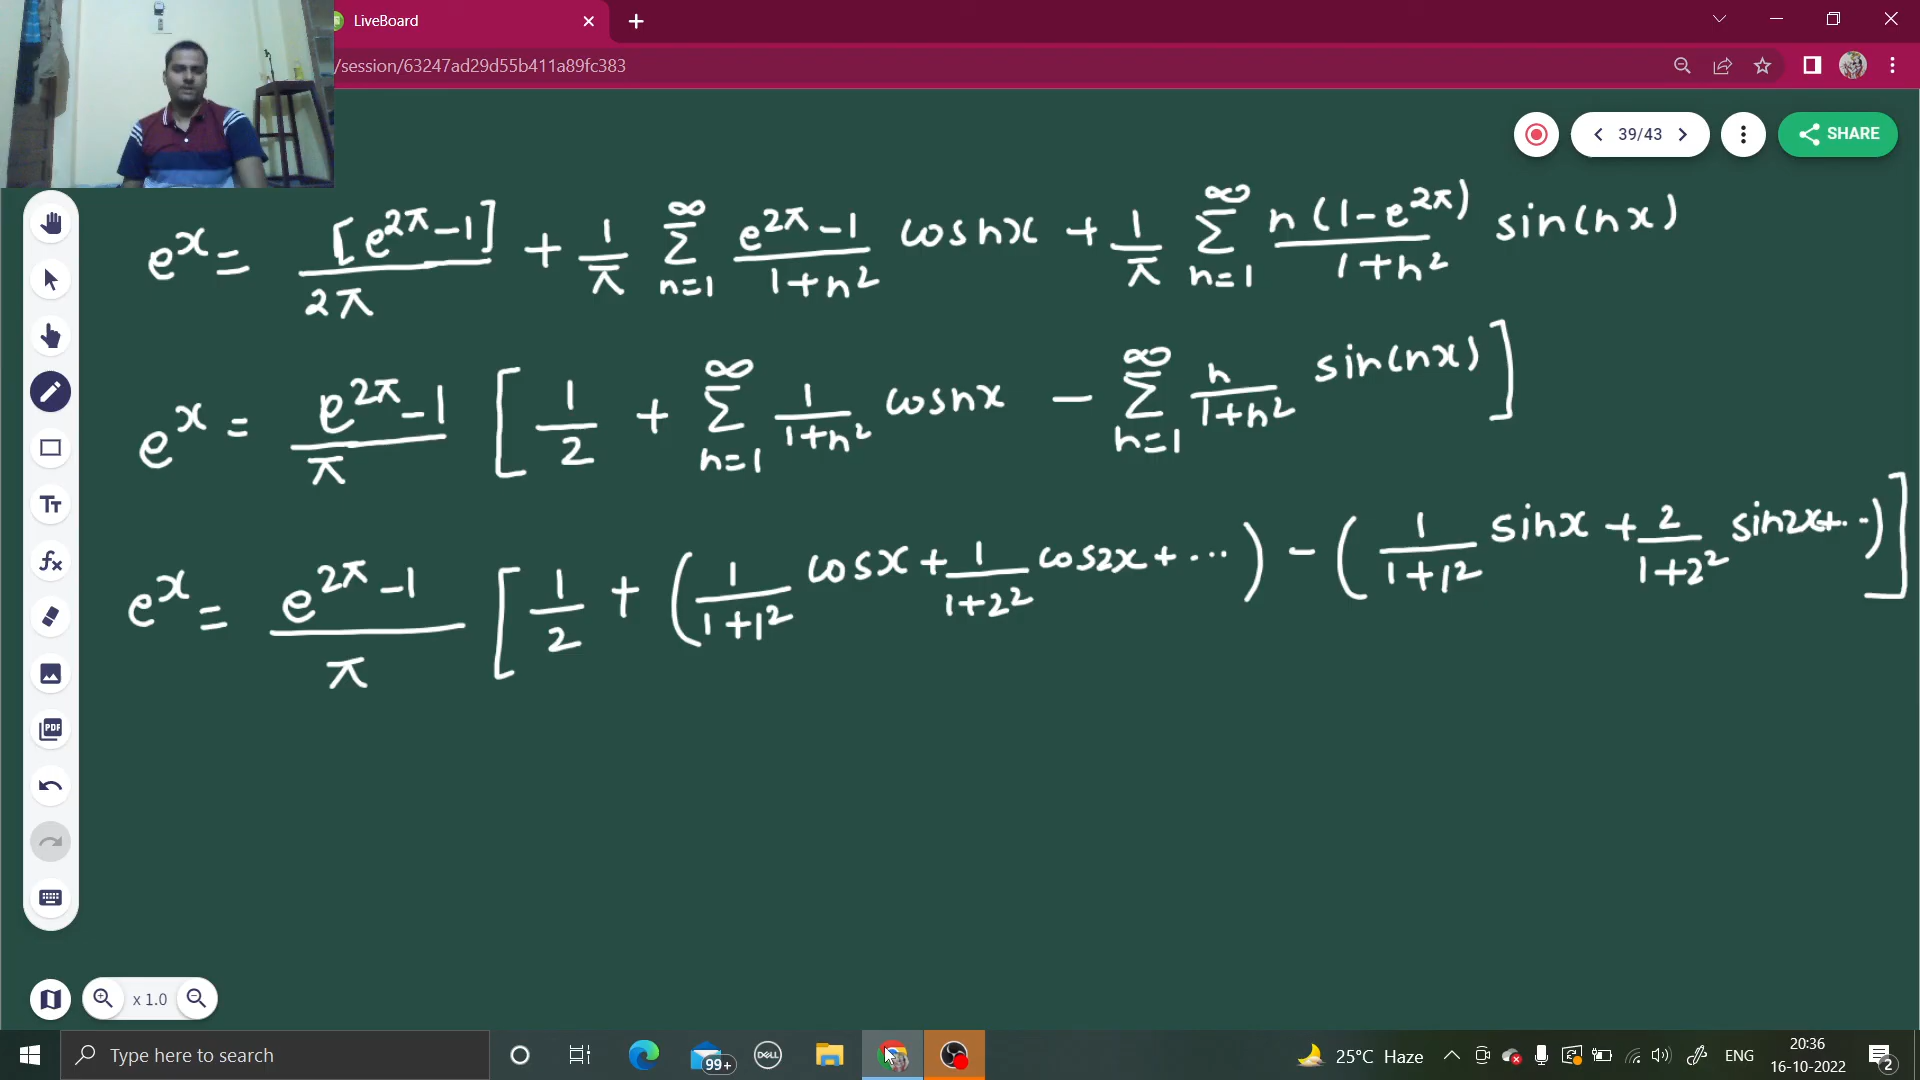 LiveBoard
/session/63247ad29d55b411a89fc383
39/43
SHARE
e^x = [e^{2π}-1]/2π + 1/π ∑_{n=1}^{∞} (e^{2π}-1)/(1+n²) cos nx + 1/π ∑_{n=1}^{∞} n(1-e^{2π})/(1+n²) sin(nx)
e^x = (e^{2π}-1)/π [ 1/2 + ∑_{n=1}^{∞} 1/(1+n²) cos nx - ∑_{n=1}^{∞} n/(1+n²) sin(nx) ]
e^x = (e^{2π}-1)/π [ 1/2 + ( 1/(1+1²) cos x + 1/(1+2²) cos 2x + ... ) - ( 1/(1+1²) sin x + 2/(1+2²) sin 2x + ... ) ]
Tт
fx
PDF
x 1.0
Type here to search
99+
DELL
25°C Haze
ENG
20:36
16-10-2022
2